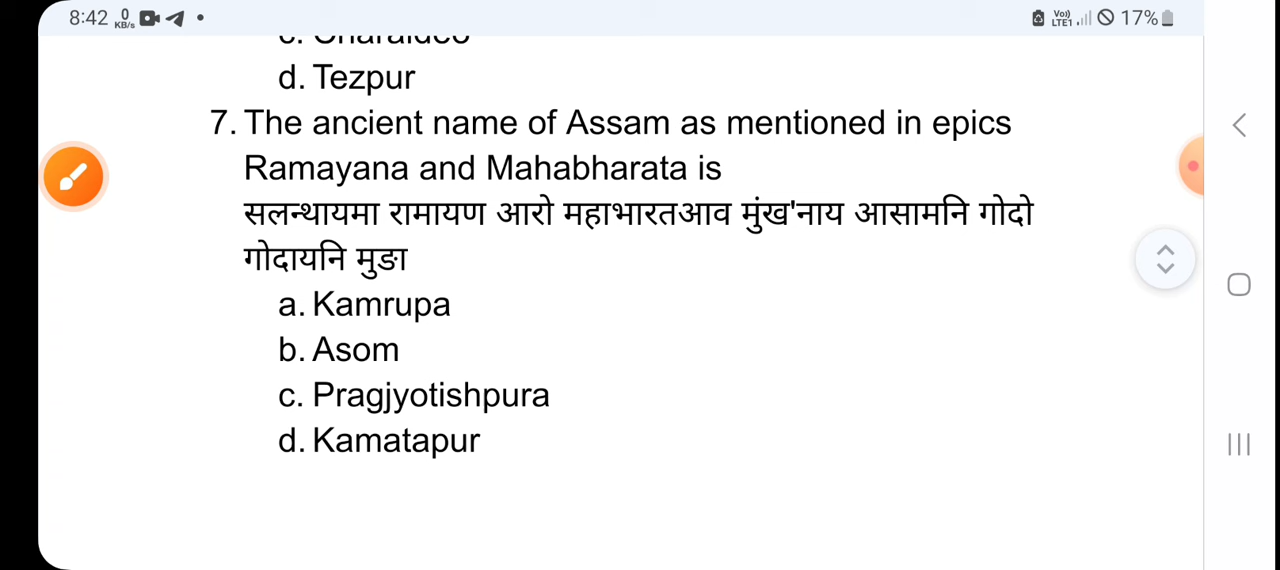 8:42 0 KB/s Vo) LTE1 17%
d. Tezpur
7. The ancient name of Assam as mentioned in epics
Ramayana and Mahabharata is
सलन्थायमा रामायण आरो महाभारतआव मुंख'नाय आसामनि गोदो
गोदायनि मुङा
a. Kamrupa
b. Asom
c. Pragjyotishpura
d. Kamatapur